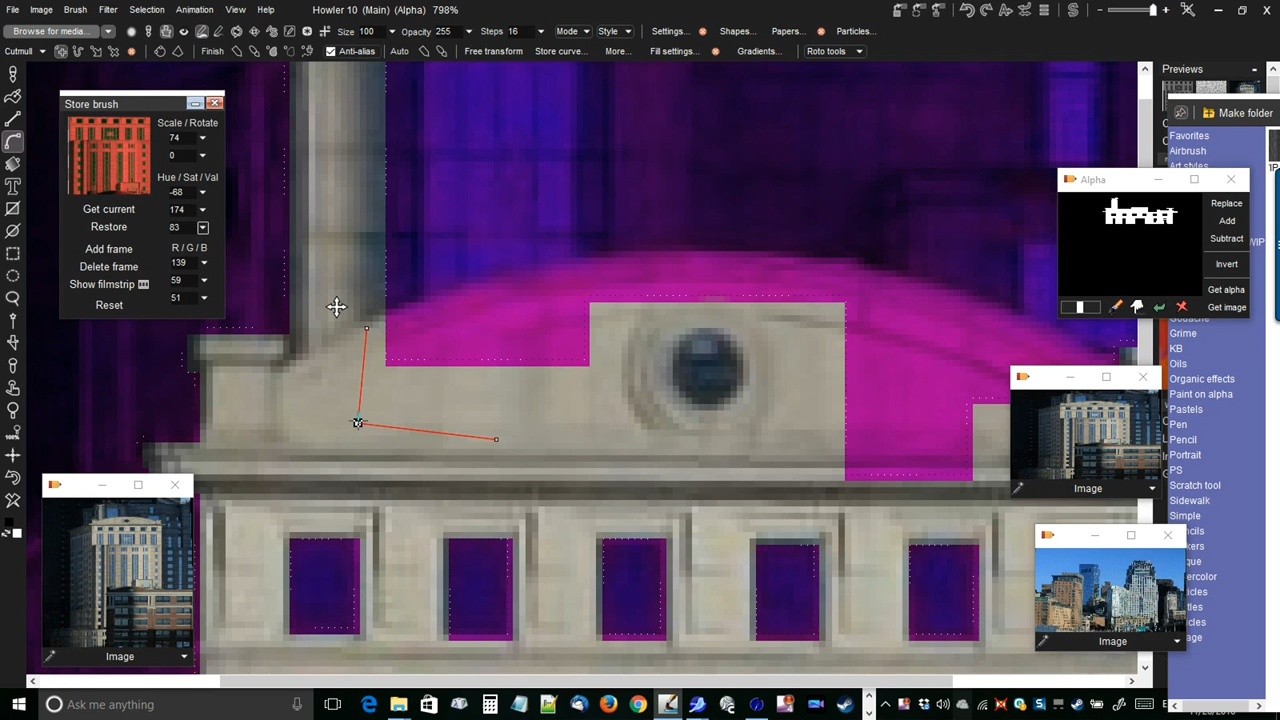 File Image Brush Filter Selection Animation View Help Howler 10 (Main) (Alpha) 798%
Browse for media... Size 100 Opacity 255 Steps 16 Mode Style Settings... Shapes... Papers... Particles...
Cutmull Finish Anti-alias Auto Free transform Store curve... More... Fill settings... Gradients... Roto tools
Store brush
Scale / Rotate
74
0
Hue / Sat / Val
-68
Get current 174
Restore 83
Add frame R / G / B
Delete frame 139
Show filmstrip 59
Reset 51
100%
Previews
Make folder
Favorites
Airbrush
Art styles
Alpha
Replace
Add
Subtract
Invert
Get alpha
Get image
WIP
Gouache
Grime
KB
Oils
Organic effects
Paint on alpha
Pastels
Pen
Pencil
Portrait
PS
Scratch tool
Sidewalk
Simple
Image
Image
Image
Ask me anything